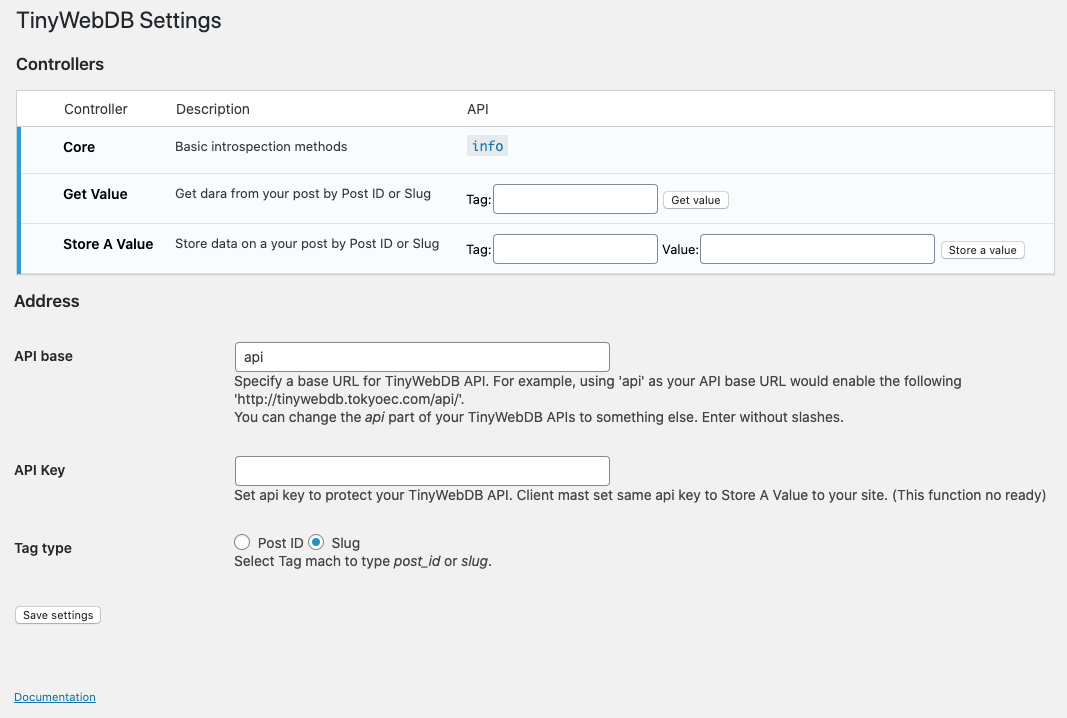 TinyWebDB Settings
Controllers
Controller Description API
Core Basic introspection methods info
Get Value Get dara from your post by Post ID or Slug Tag: Get value
Store A Value Store data on a your post by Post ID or Slug Tag: Value: Store a value
Address
API base api
Specify a base URL for TinyWebDB API. For example, using 'api' as your API base URL would enable the following
'http://tinywebdb.tokyoec.com/api/'.
You can change the api part of your TinyWebDB APIs to something else. Enter without slashes.
API Key
Set api key to protect your TinyWebDB API. Client mast set same api key to Store A Value to your site. (This function no ready)
Tag type Post ID Slug
Select Tag mach to type post_id or slug.
Save settings
Documentation